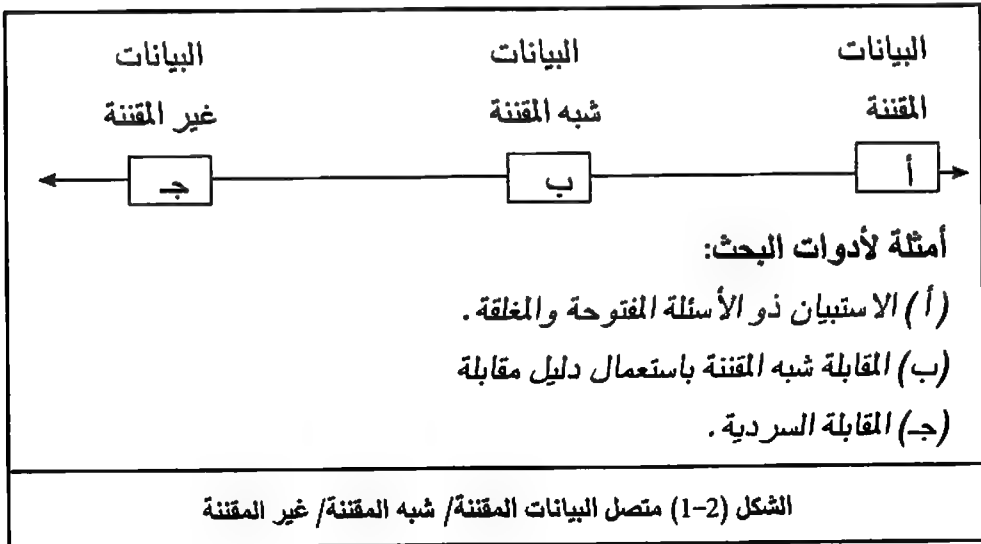 البيانات البيانات البيانات
المقننة شبه المقننة غير المقننة
أ ب جـ
أمثلة لأدوات البحث:
(أ) الاستبيان ذو الأسئلة المفتوحة والمغلقة.
(ب) المقابلة شبه المقننة باستعمال دليل مقابلة
(جـ) المقابلة السردية.
الشكل (2-1) متصل البيانات المقننة/ شبه المقننة/ غير المقننة